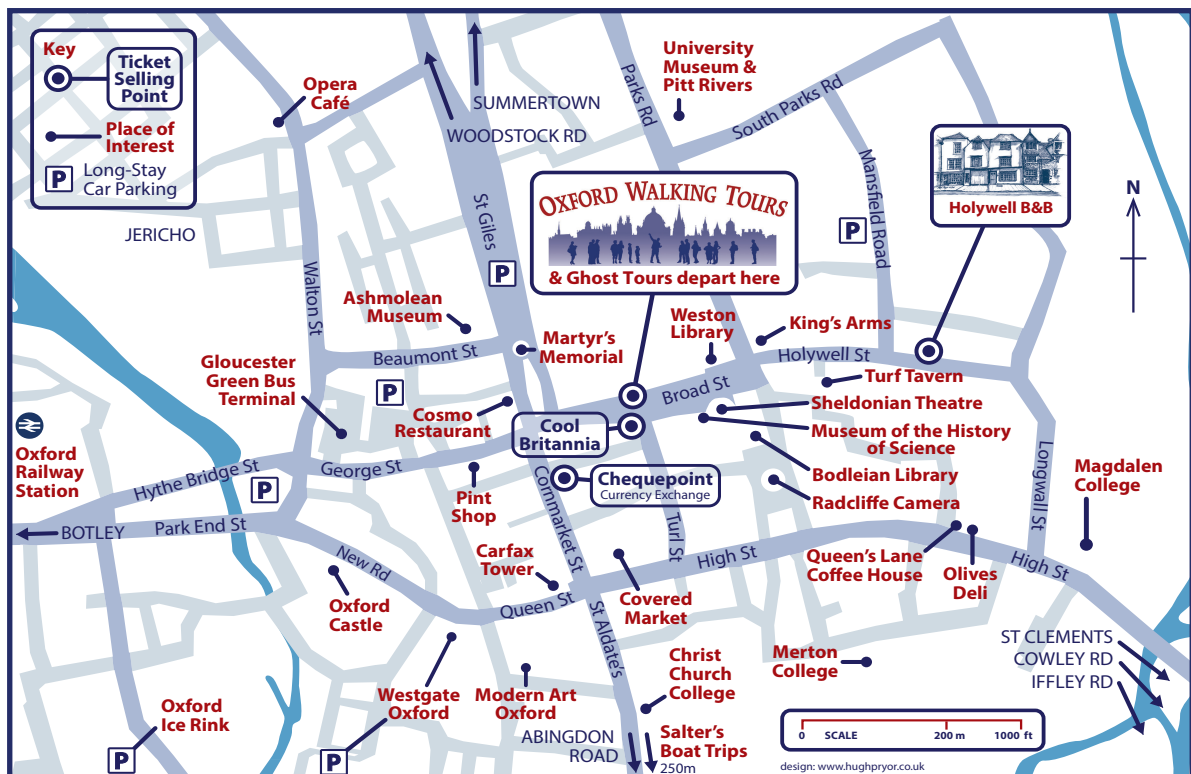 Key
Ticket
Selling
Point
Place of
Interest
P
Long-Stay
Car Parking
Opera
Café
SUMMERTOWN
WOODSTOCK RD
Parks Rd
University
Museum &
Pitt Rivers
South Parks Rd
Mansfield Road
P
Holywell B&B
N
JERICHO
St Giles
P
OXFORD WALKING TOURS
& Ghost Tours depart here
Walton St
Ashmolean
Museum
Beaumont St
Martyr's
Memorial
Weston
Library
King's Arms
Holywell St
Turf Tavern
Gloucester
Green Bus
Terminal
P
Cosmo
Restaurant
Cool
Britannia
Broad St
Sheldonian Theatre
Museum of the History
of Science
Bodleian Library
Radcliffe Camera
Oxford
Railway
Station
Hythe Bridge St
P
George St
Pint
Shop
Cornmarket St
Chequepoint
Currency Exchange
Turl St
Longwall St
Magdalen
College
BOTLEY
Park End St
New Rd
Carfax
Tower
High St
Queen's Lane
Coffee House
Olives
Deli
High St
Oxford
Castle
Queen St
St Aldate's
Covered
Market
Westgate
Oxford
Modern Art
Oxford
Christ
Church
College
Merton
College
ST CLEMENTS
COWLEY RD
IFFLEY RD
Oxford
Ice Rink
P
P
ABINGDON
ROAD
Salter's
Boat Trips
250m
0
SCALE
200 m
1000 ft
design: www.hughpryor.co.uk